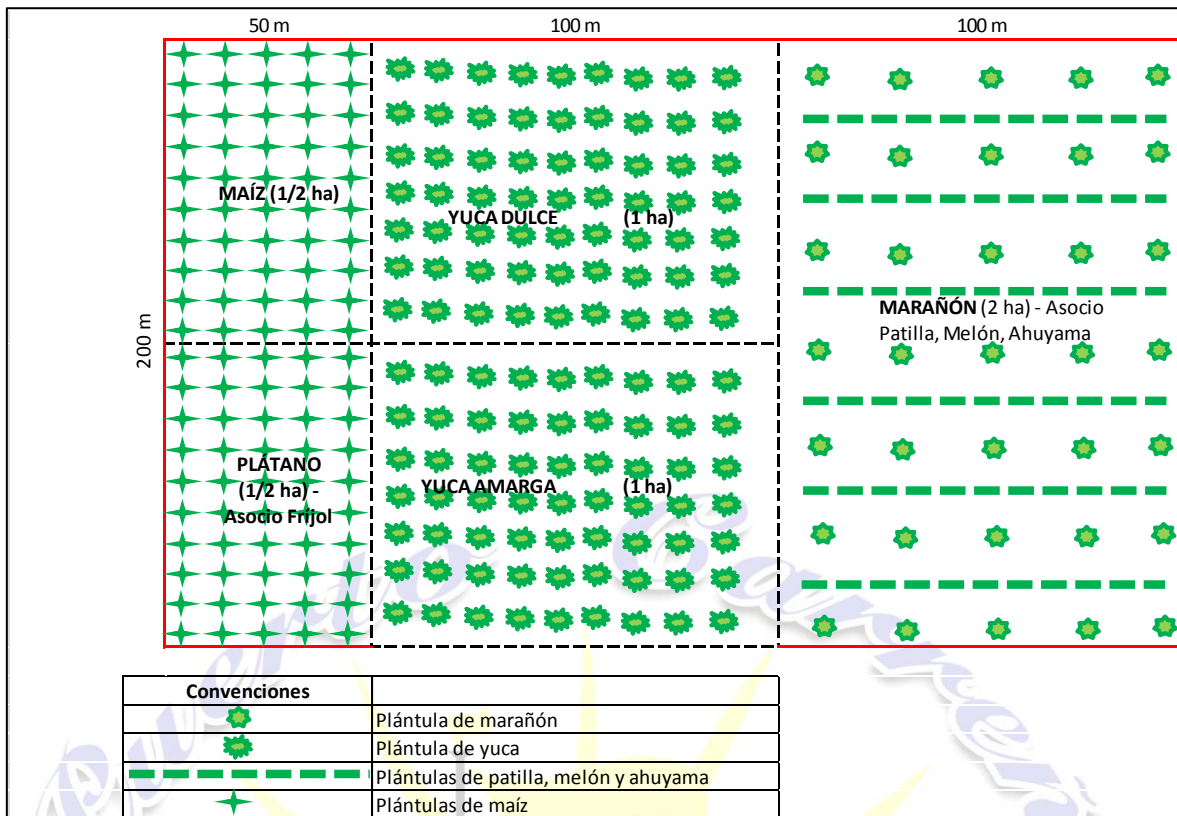 50 m
100 m
100 m
200 m
MAÍZ (1/2 ha)
YUCA DULCE (1 ha)
MARAÑÓN (2 ha) - Asocio
Patilla, Melón, Ahuyama
PLÁTANO
(1/2 ha) -
Asocio Frijol
YUCA AMARGA (1 ha)
Convenciones
Plántula de marañón
Plántula de yuca
Plántulas de patilla, melón y ahuyama
Plántulas de maíz